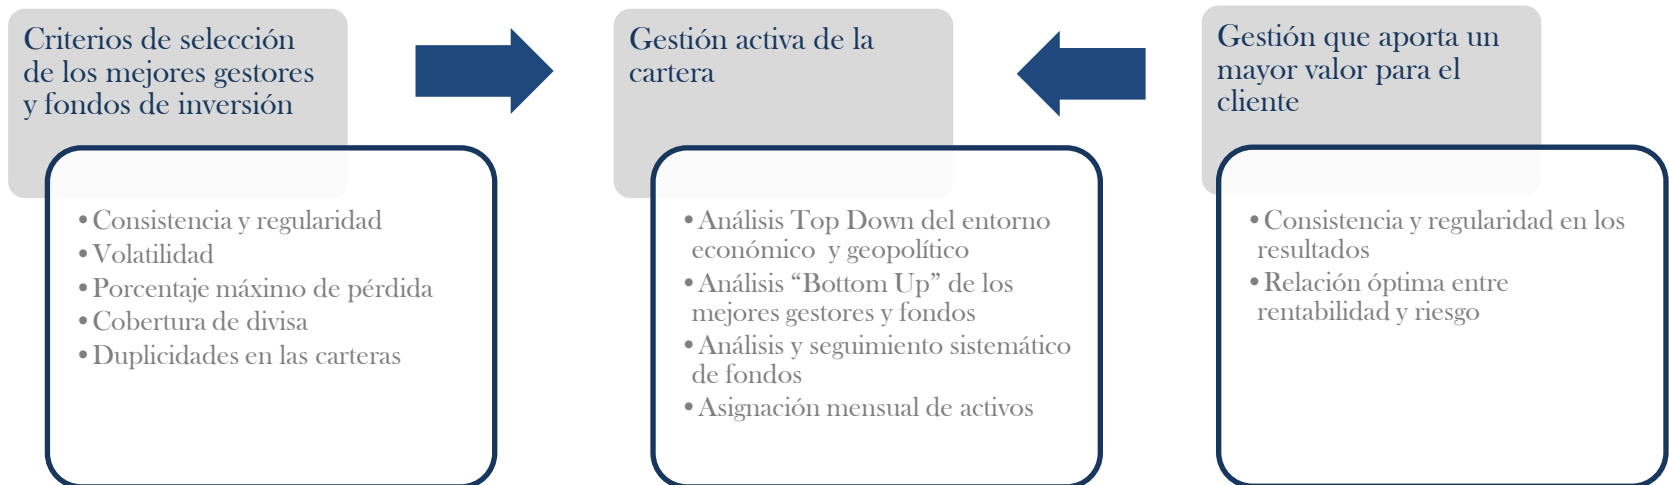 Criterios de selección
de los mejores gestores
y fondos de inversión
• Consistencia y regularidad
• Volatilidad
• Porcentaje máximo de pérdida
• Cobertura de divisa
• Duplicidades en las carteras
Gestión activa de la
cartera
• Análisis Top Down del entorno
económico y geopolítico
• Análisis “Bottom Up” de los
mejores gestores y fondos
• Análisis y seguimiento sistemático
de fondos
• Asignación mensual de activos
Gestión que aporta un
mayor valor para el
cliente
• Consistencia y regularidad en los
resultados
• Relación óptima entre
rentabilidad y riesgo